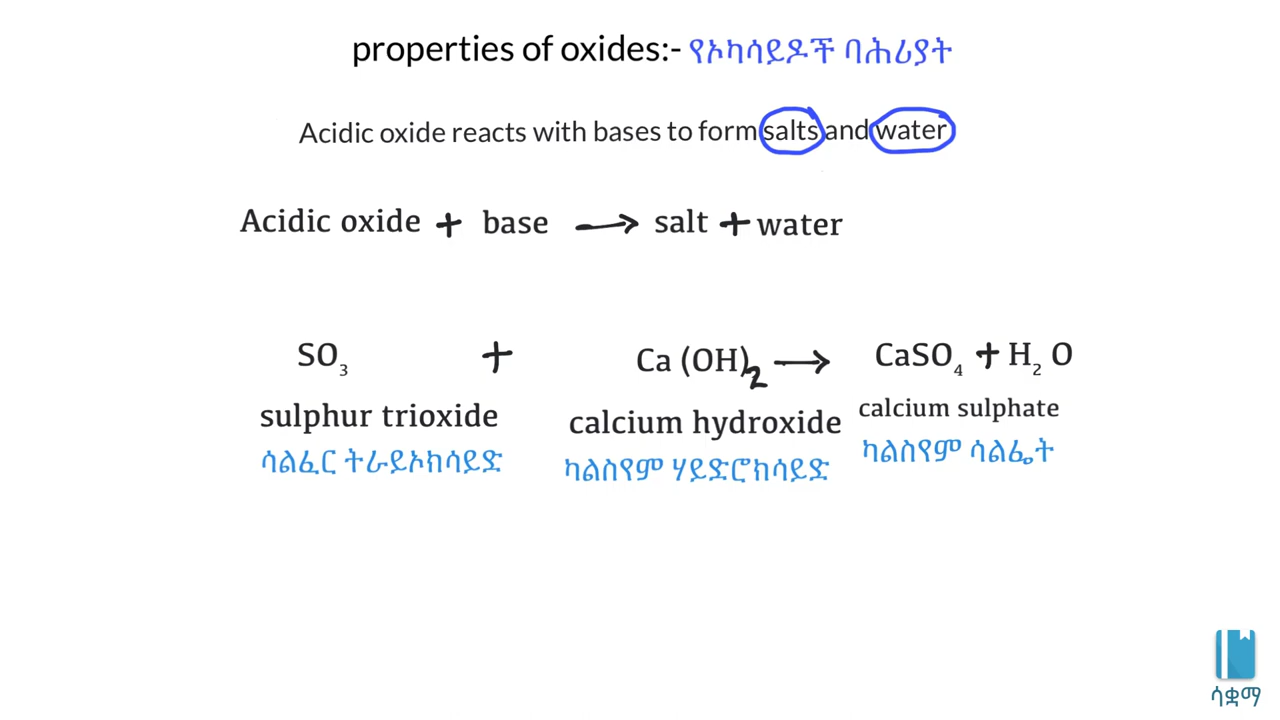 properties of oxides:- የኦካሳይዶች ባሕሪያት
Acidic oxide reacts with bases to form salts and water
Acidic oxide + base → salt + water
SO₃ + Ca (OH)₂ → CaSO₄ + H₂ O
sulphur trioxide calcium hydroxide calcium sulphate
ሳልፈር ትራይኦክሳይድ ካልስየም ሃይድሮክሳይድ ካልስየም ሳልፌት
ሳቋማ